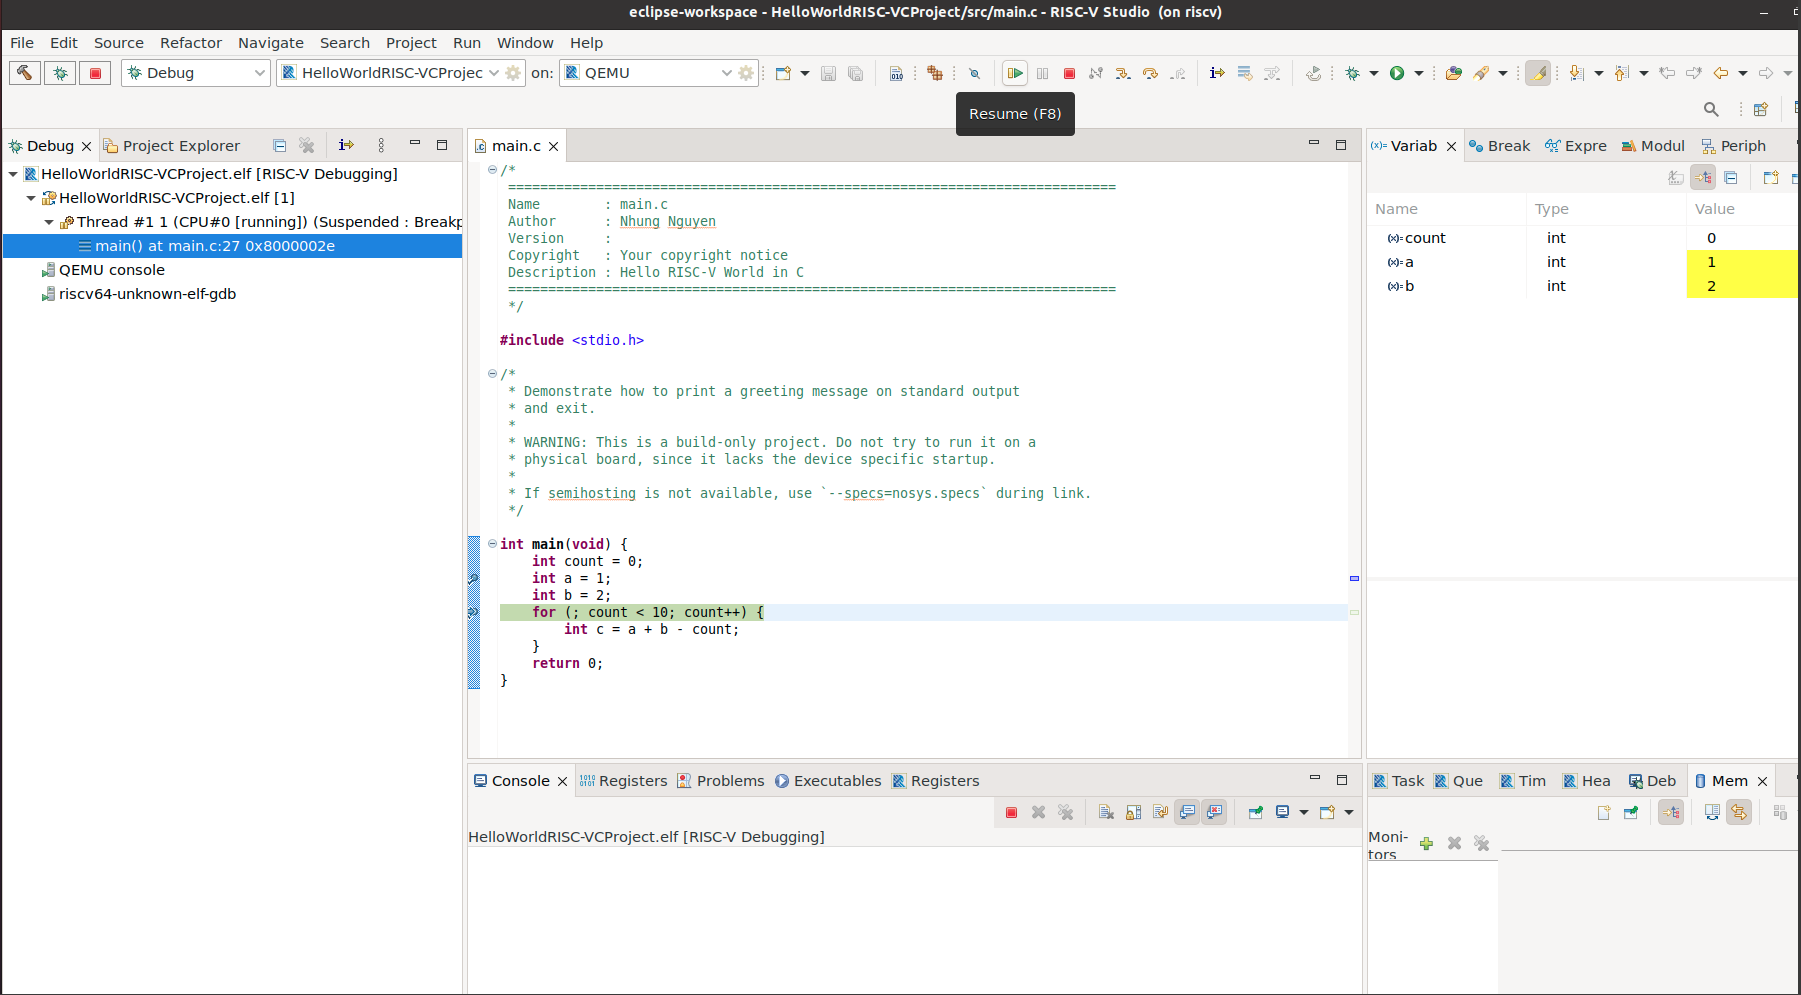 eclipse-workspace - HelloWorldRISC-VCProject/src/main.c - RISC-V Studio  (on riscv)
File Edit Source Refactor Navigate Search Project Run Window Help
Debug HelloWorldRISC-VCProjec on: QEMU
Resume (F8)
Debug Project Explorer
HelloWorldRISC-VCProject.elf [RISC-V Debugging]
HelloWorldRISC-VCProject.elf [1]
Thread #1 1 (CPU#0 [running]) (Suspended : Breakp
main() at main.c:27 0x8000002e
QEMU console
riscv64-unknown-elf-gdb
main.c
/*
============================================================================
Name        : main.c
Author      : Nhung Nguyen
Version     :
Copyright   : Your copyright notice
Description : Hello RISC-V World in C
============================================================================
*/
#include <stdio.h>
/*
* Demonstrate how to print a greeting message on standard output
* and exit.
*
* WARNING: This is a build-only project. Do not try to run it on a
* physical board, since it lacks the device specific startup.
*
* If semihosting is not available, use `--specs=nosys.specs` during link.
*/
int main(void) {
int count = 0;
int a = 1;
int b = 2;
for (; count < 10; count++) {
int c = a + b - count;
}
return 0;
}
(x)= Variab Break Expre Modul Periph
Name Type Value
(x)= count int 0
(x)= a int 1
(x)= b int 2
Console Registers Problems Executables Registers
HelloWorldRISC-VCProject.elf [RISC-V Debugging]
Task Que Tim Hea Deb Mem
Moni-
tors